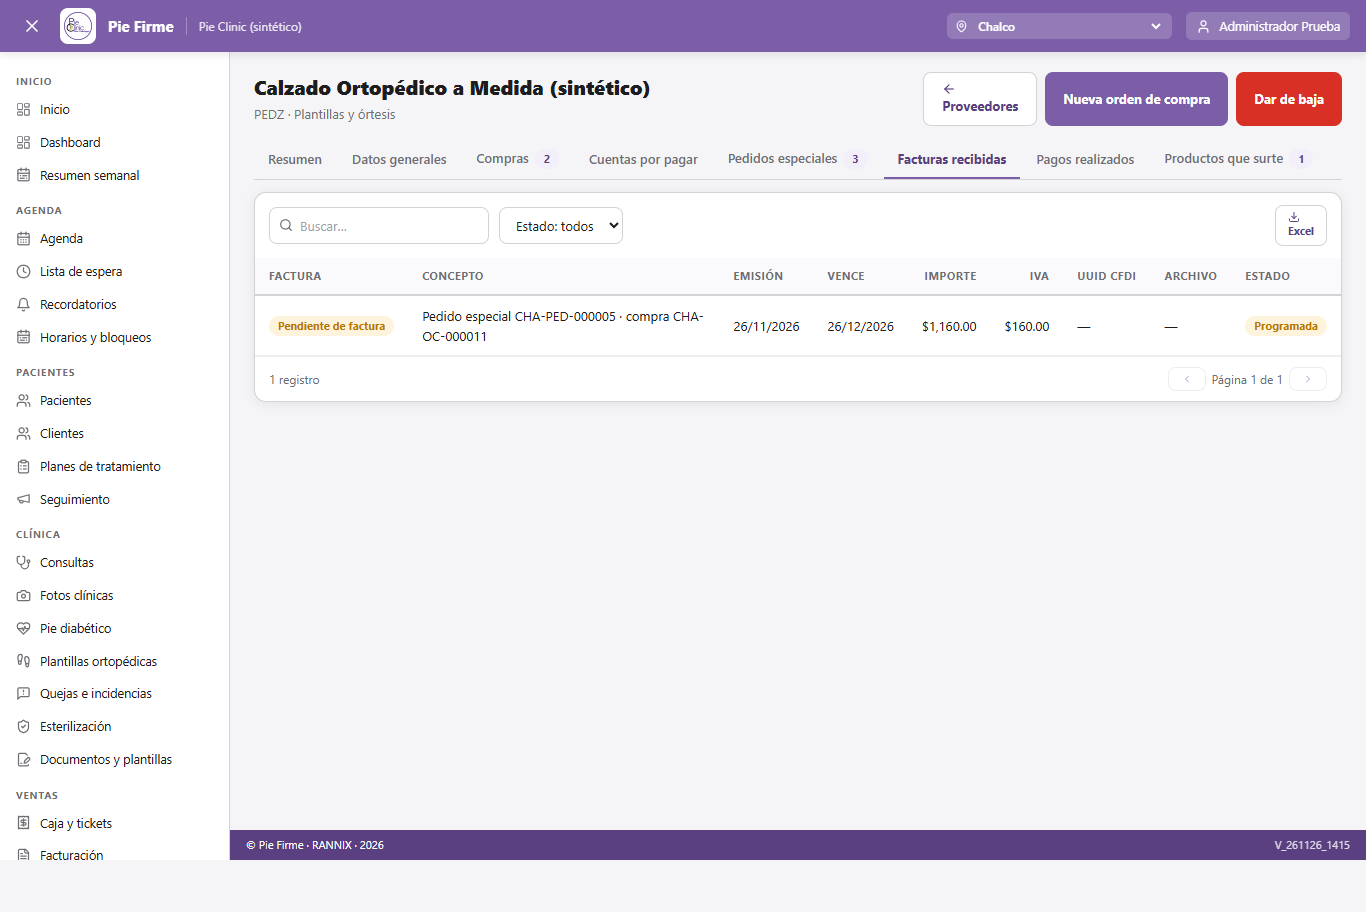 Pie Firme
Pie Clinic (sintético)
Chalco
Administrador Prueba
INICIO
Inicio
Dashboard
Resumen semanal
AGENDA
Agenda
Lista de espera
Recordatorios
Horarios y bloqueos
PACIENTES
Pacientes
Clientes
Planes de tratamiento
Seguimiento
CLÍNICA
Consultas
Fotos clínicas
Pie diabético
Plantillas ortopédicas
Quejas e incidencias
Esterilización
Documentos y plantillas
VENTAS
Caja y tickets
Facturación
Calzado Ortopédico a Medida (sintético)
PEDZ · Plantillas y órtesis
← Proveedores
Nueva orden de compra
Dar de baja
Resumen
Datos generales
Compras 2
Cuentas por pagar
Pedidos especiales 3
Facturas recibidas
Pagos realizados
Productos que surte 1
Buscar...
Estado: todos
Excel
FACTURA CONCEPTO EMISIÓN VENCE IMPORTE IVA UUID CFDI ARCHIVO ESTADO
Pendiente de factura
Pedido especial CHA-PED-000005 · compra CHA-
OC-000011
26/11/2026 26/12/2026 $1,160.00 $160.00 — — Programada
1 registro
Página 1 de 1
© Pie Firme · RANNIX · 2026
V_261126_1415